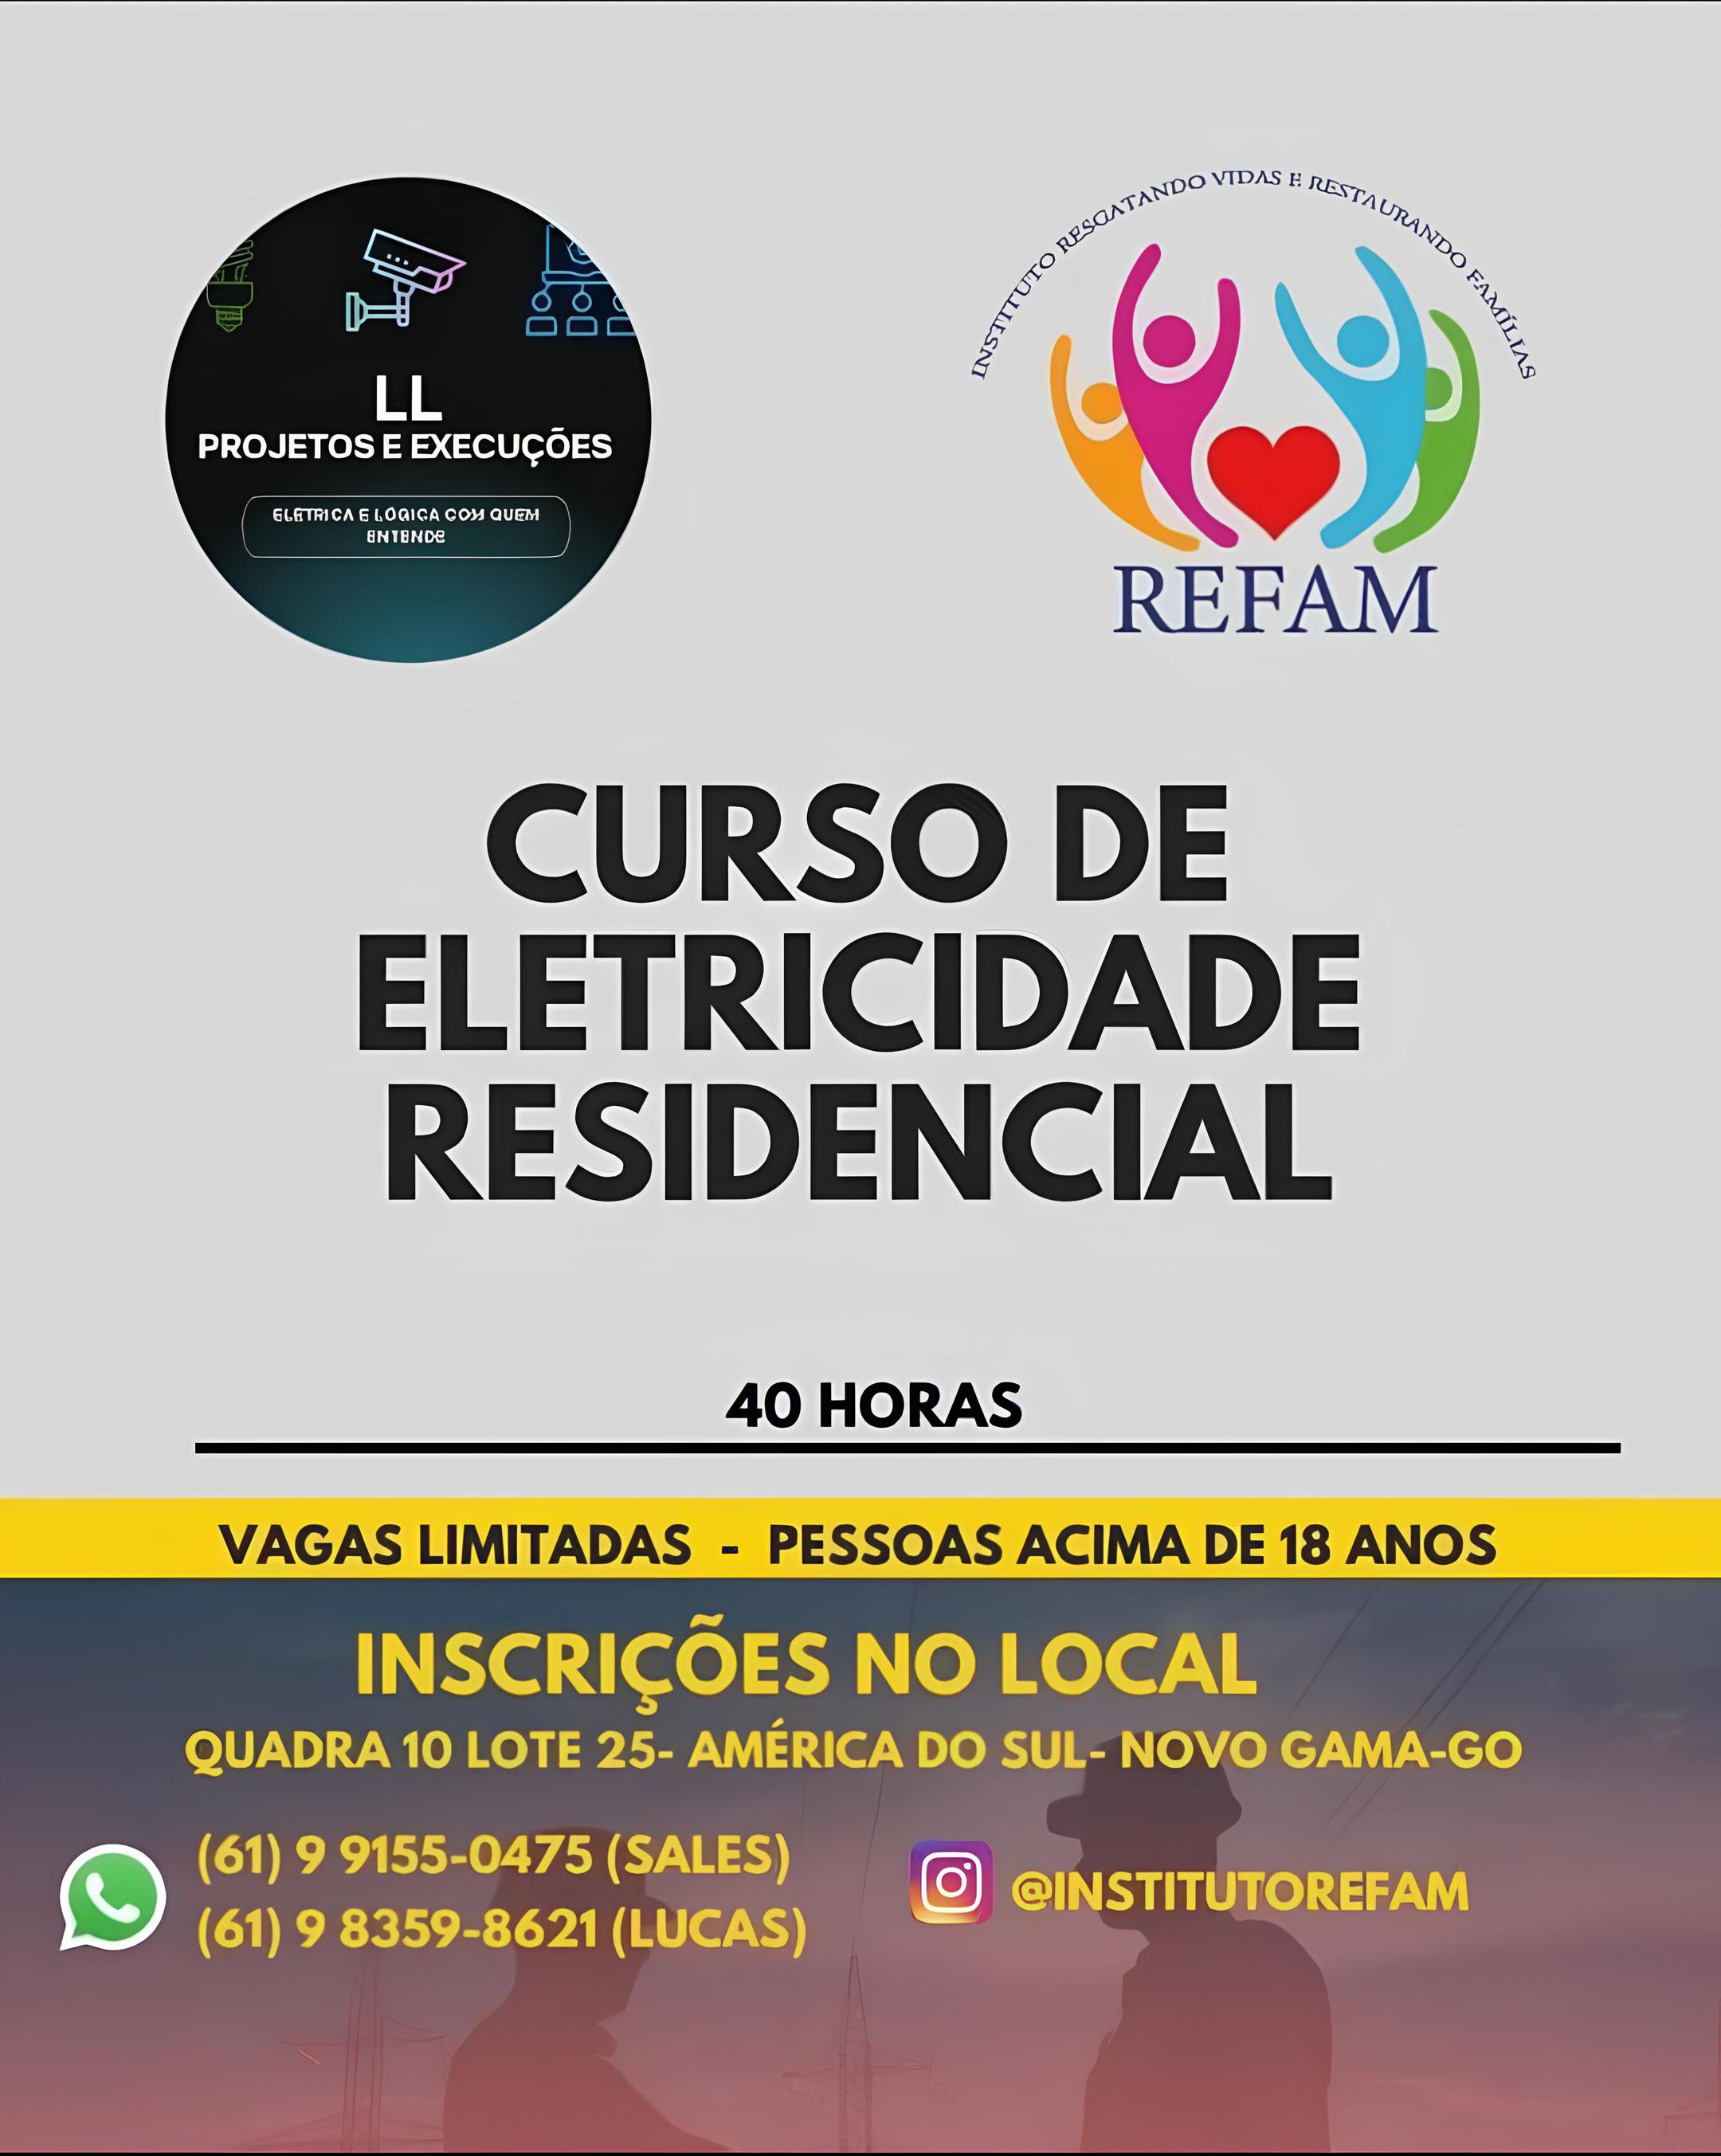 LL
PROJETOS E EXECUÇÕES
ELÉTRICA E LÓGICA COM QUEM
ENTENDE
INSTITUTO RESGATANDO VIDAS E RESTAURANDO FAMÍLIAS
REFAM
CURSO DE
ELETRICIDADE
RESIDENCIAL
40 HORAS
VAGAS LIMITADAS - PESSOAS ACIMA DE 18 ANOS
INSCRIÇÕES NO LOCAL
QUADRA 10 LOTE 25- AMÉRICA DO SUL- NOVO GAMA-GO
(61) 9 9155-0475 (SALES)
(61) 9 8359-8621 (LUCAS)
@INSTITUTOREFAM